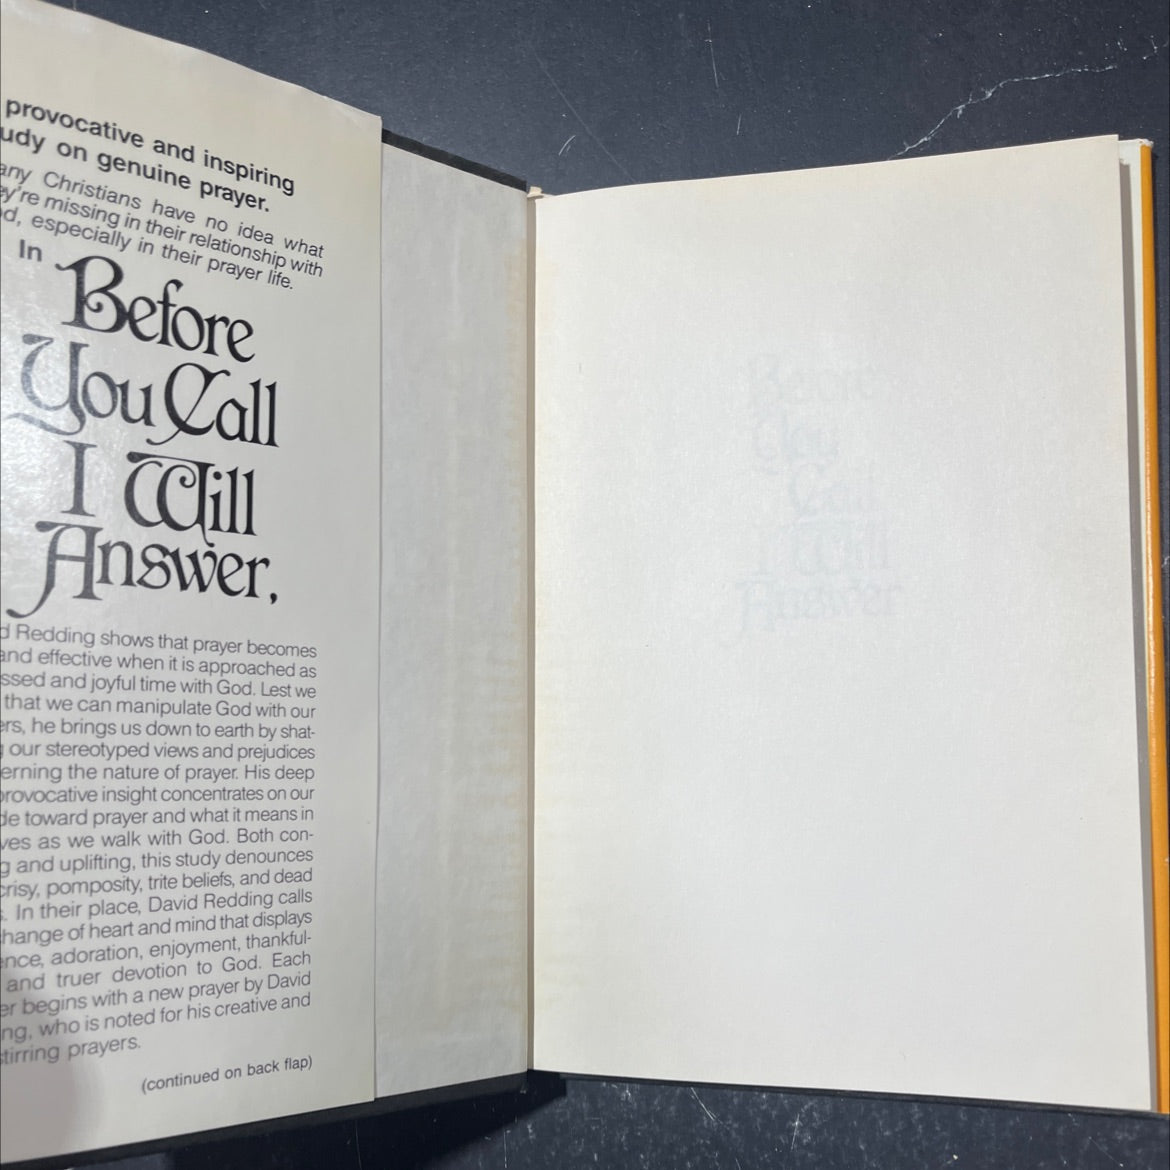 provocative and inspiring
udy on genuine prayer.
any Christians have no idea what
ey're missing in their relationship with
od, especially in their prayer life.
In
Before
You Call
I Will
Answer,
d Redding shows that prayer becomes
and effective when it is approached as
ssed and joyful time with God. Lest we
that we can manipulate God with our
ers, he brings us down to earth by shat-
g our stereotyped views and prejudices
erning the nature of prayer. His deep
provocative insight concentrates on our
de toward prayer and what it means in
ves as we walk with God. Both con-
g and uplifting, this study denounces
crisy, pomposity, trite beliefs, and dead
s. In their place, David Redding calls
change of heart and mind that displays
ence, adoration, enjoyment, thankful-
and truer devotion to God. Each
er begins with a new prayer by David
ng, who is noted for his creative and
stirring prayers.
(continued on back flap)
Before
You
Call
I Will
Answer